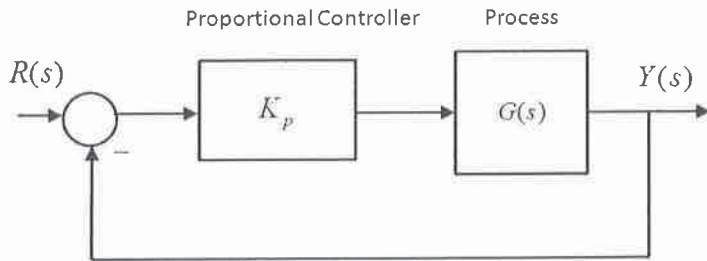 Proportional Controller
Process
R(s)
K_p
G(s)
Y(s)
−